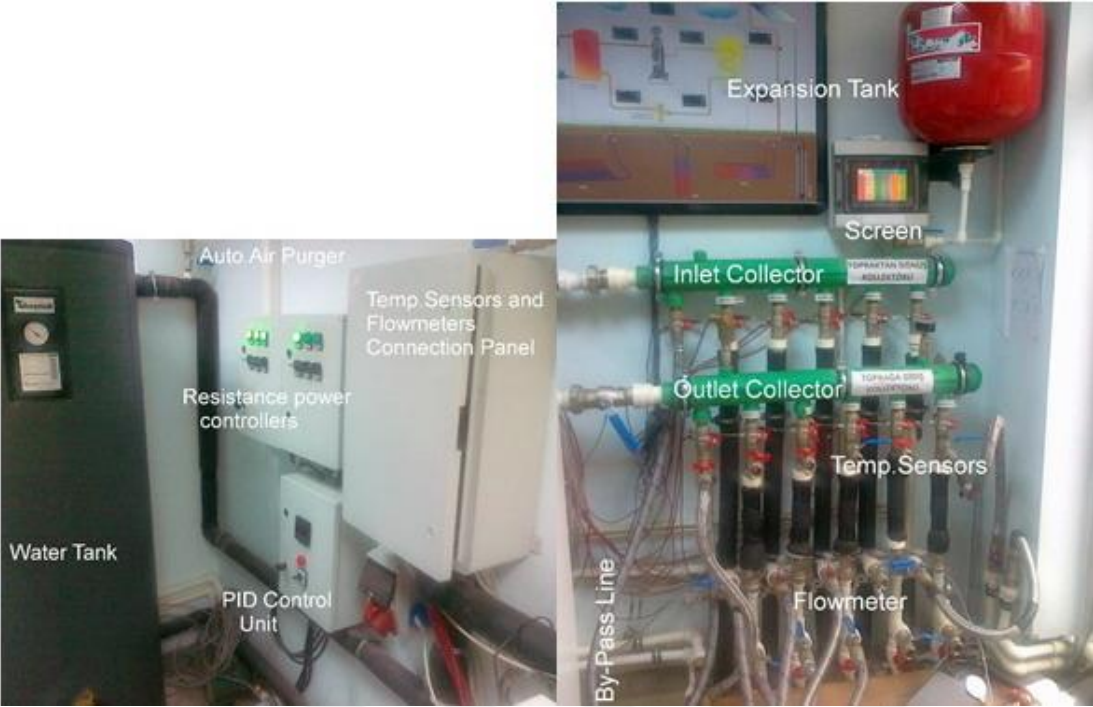 Auto Air Purger
Temp.Sensors and
Flowmeters
Connection Panel
Resistance power
controllers
Water Tank
PID Control
Unit
Expansion Tank
Screen
Inlet Collector
TOPRAKTAN DÖNÜŞ
KOLLEKTÖRÜ
Outlet Collector
TOPRAĞA GİDİŞ
KOLLEKTÖRÜ
Temp.Sensors
Flowmeter
By-Pass Line